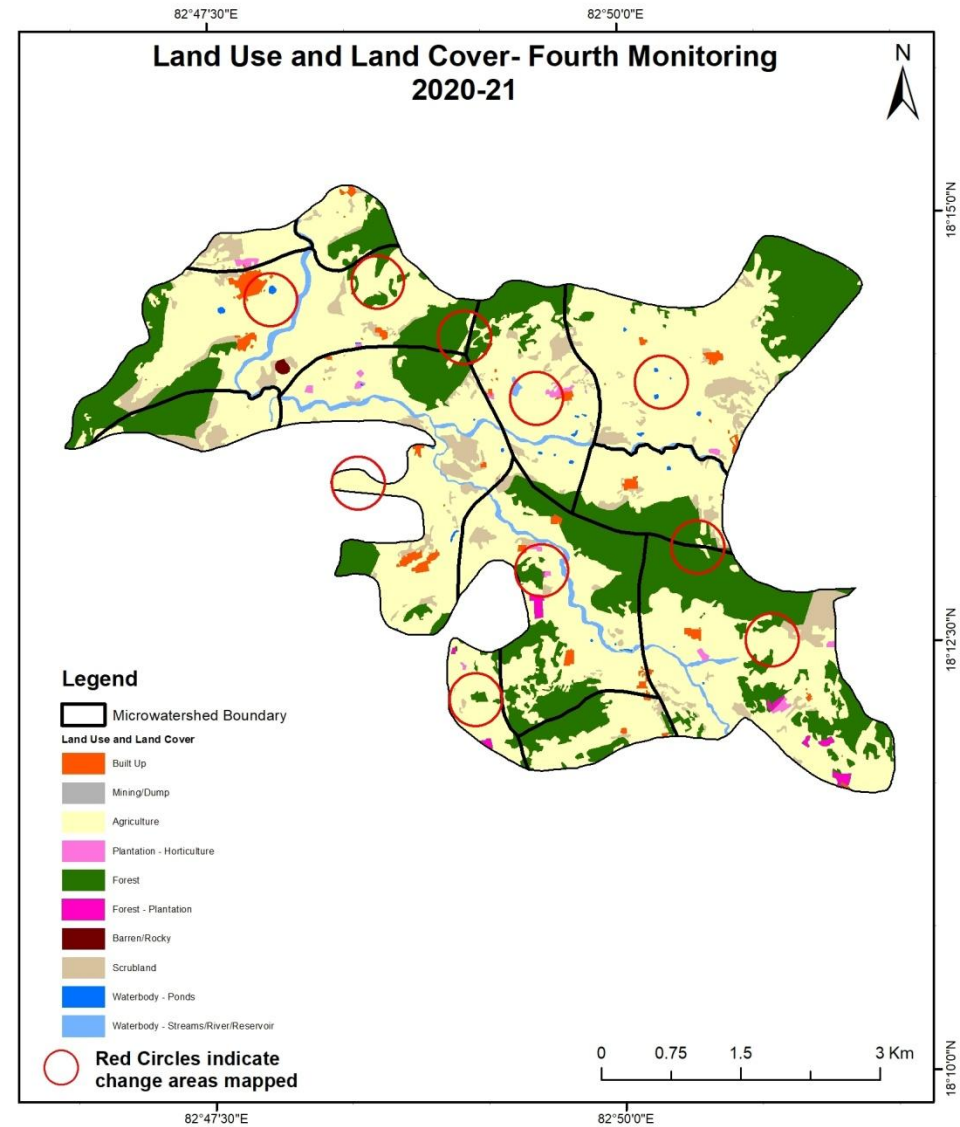 82°47'30"E
82°50'0"E
Land Use and Land Cover- Fourth Monitoring
2020-21
N
18°15'0"N
18°12'30"N
18°10'0"N
Legend
Microwatershed Boundary
Land Use and Land Cover
Built Up
Mining/Dump
Agriculture
Plantation - Horticulture
Forest
Forest - Plantation
Barren/Rocky
Scrubland
Waterbody - Ponds
Waterbody - Streams/River/Reservoir
Red Circles indicate
change areas mapped
0 0.75 1.5 3 Km
82°47'30"E
82°50'0"E